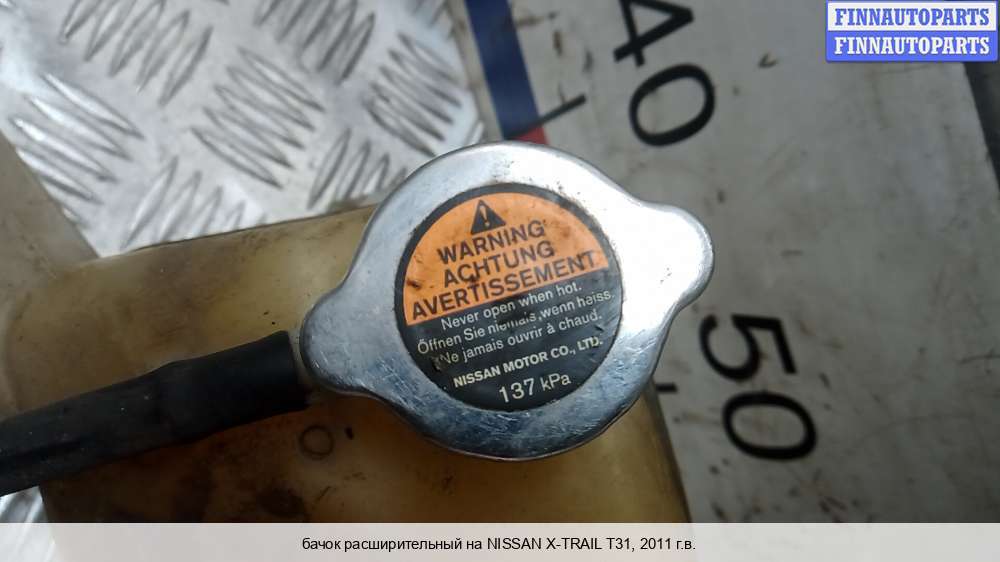 FINNAUTOPARTS
FINNAUTOPARTS
40
WARNING
ACHTUNG
AVERTISSEMENT
Never open when hot.
Öffnen Sie niemals, wenn heiss.
Ne jamais ouvrir à chaud.
NISSAN MOTOR CO., LTD.
137 kPa
50
бачок расширительный на NISSAN X-TRAIL T31, 2011 г.в.